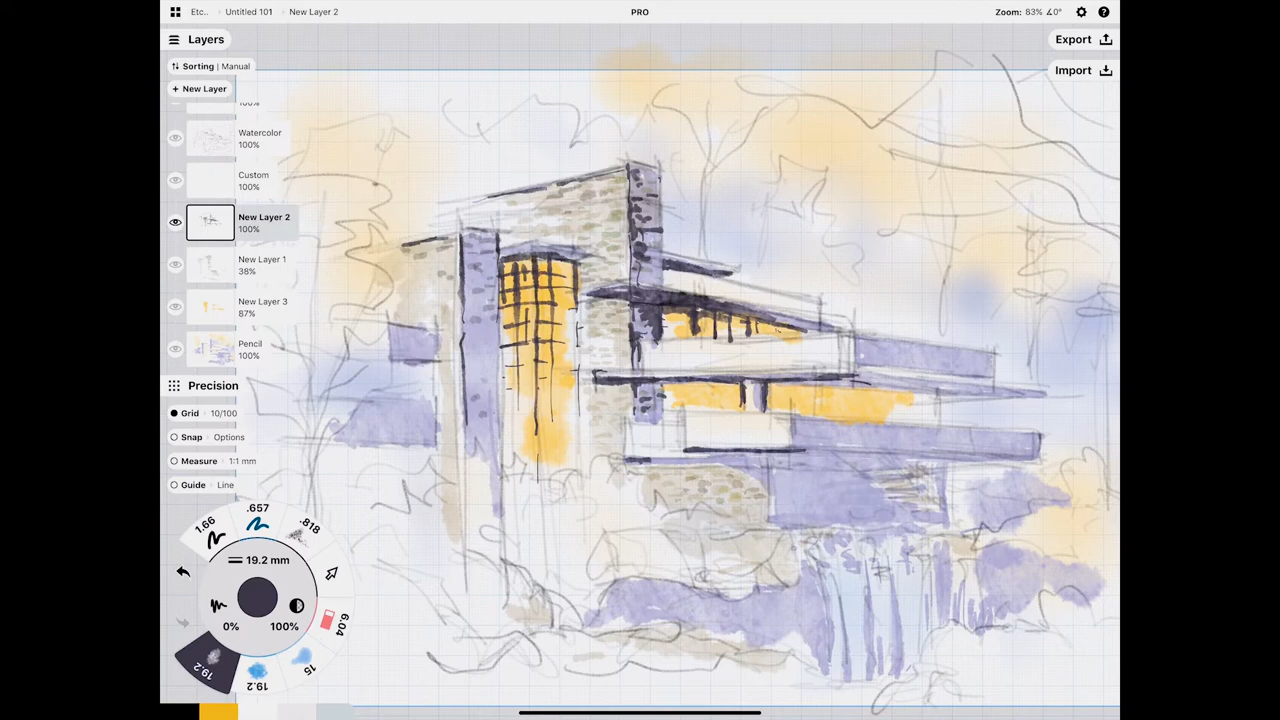 Etc.. › Untitled 101 › New Layer 2
PRO
Zoom: 83% ∠0°
Layers
Export
Sorting | Manual
Import
+ New Layer
100%
Watercolor
100%
Custom
100%
New Layer 2
100%
New Layer 1
38%
New Layer 3
87%
Pencil
100%
Precision
Grid · 10/100
Snap · Options
Measure · 1:1 mm
Guide · Line
1.66
.657
.818
19.2 mm
0%
100%
6.04
19.2
19.2
15